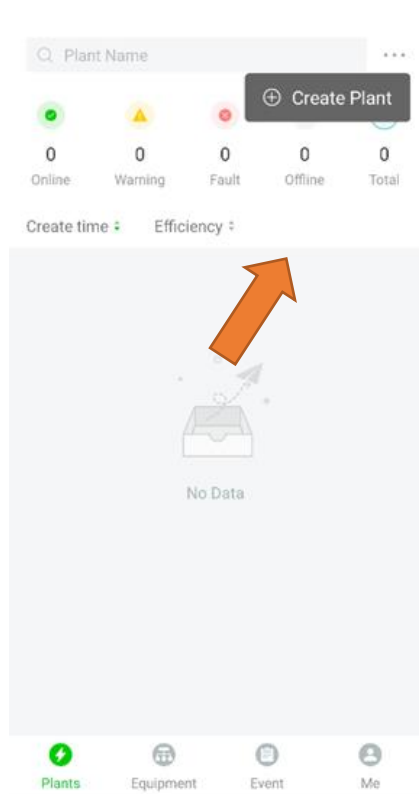 Plant Name
Create Plant
0 0 0 0 0
Online Warning Fault Offline Total
Create time Efficiency
No Data
Plants Equipment Event Me